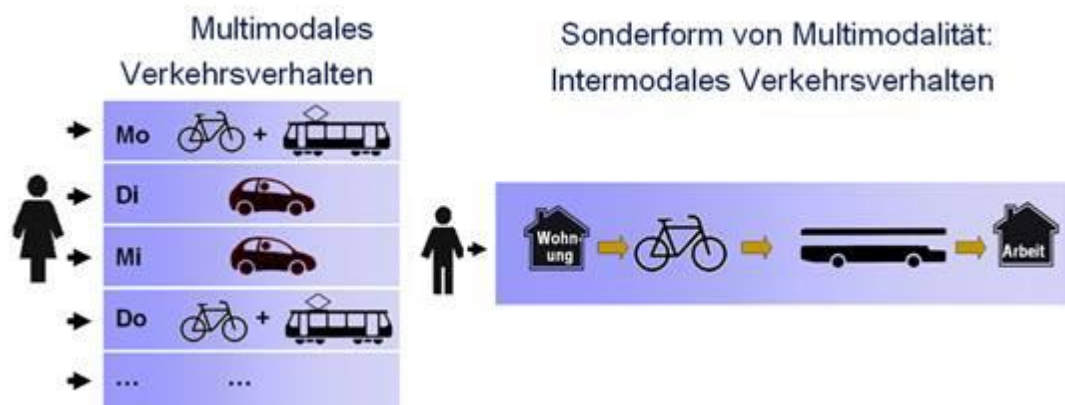 Multimodales
Verkehrsverhalten
Sonderform von Multimodalität:
Intermodales Verkehrsverhalten
Mo +
Di
Mi
Do +
... ...
Wohn-
ung
Arbeit